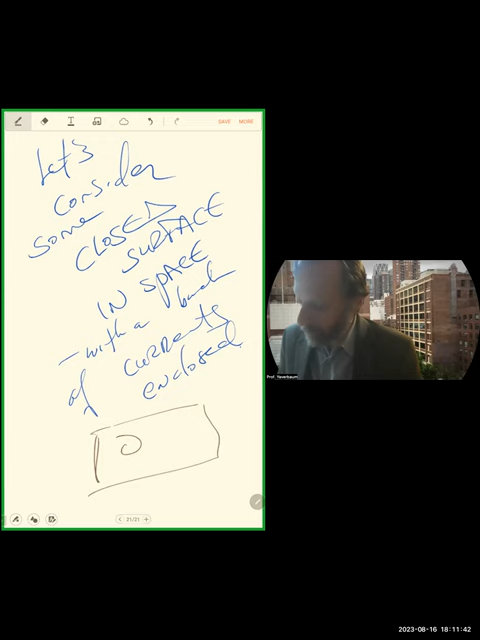 SAVE MORE
Let's
consider
some
CLOSED
SURFACE
IN SPACE
- with a bunch
of currents
enclosed
21/21
Prof. Yaverbaum
2023-08-16 18:11:42